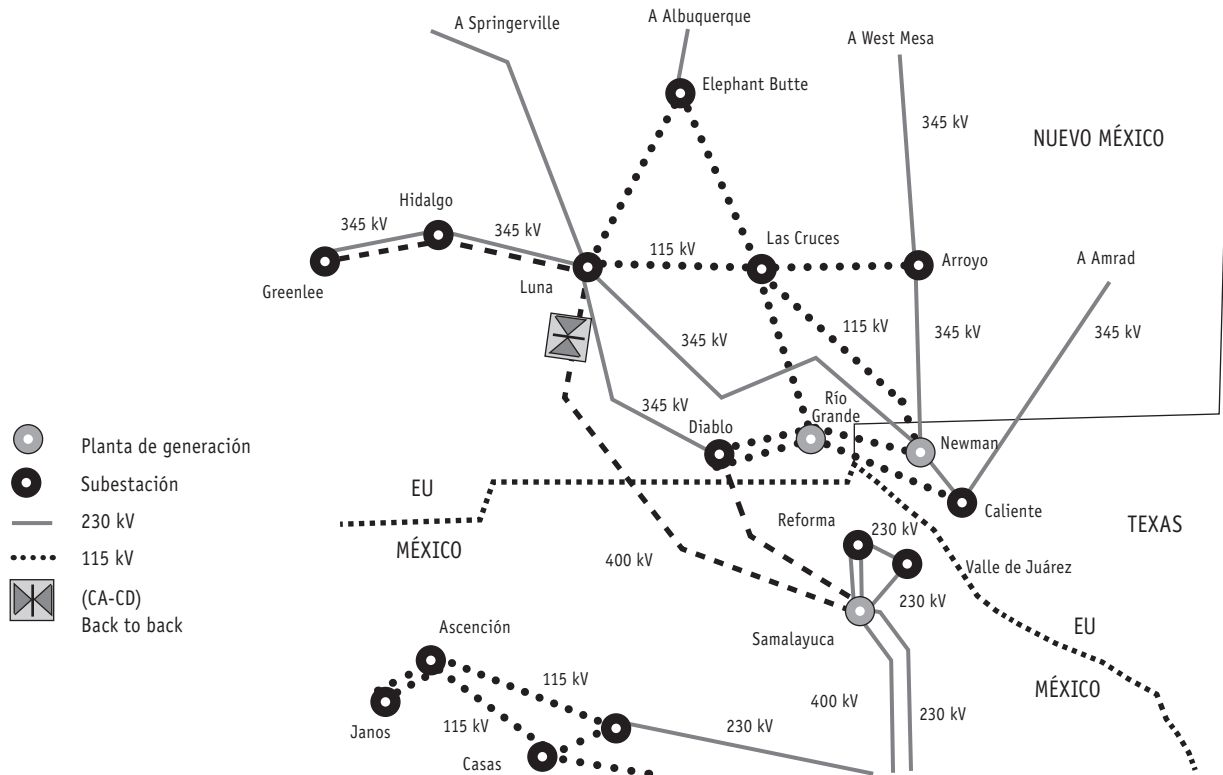 A Springerville
A Albuquerque
A West Mesa
Elephant Butte
345 kV
NUEVO MÉXICO
Hidalgo
345 kV
345 kV
Las Cruces
115 kV
Arroyo
A Amrad
Greenlee
Luna
345 kV
115 kV
345 kV
345 kV
345 kV
Río
Grande
Diablo
Newman
Planta de generación
Subestación
230 kV
115 kV
(CA-CD)
Back to back
EU
MÉXICO
400 kV
Reforma
230 kV
Caliente
TEXAS
Valle de Juárez
230 kV
Samalayuca
EU
MÉXICO
Ascención
115 kV
Janos
115 kV
Casas
230 kV
400 kV
230 kV